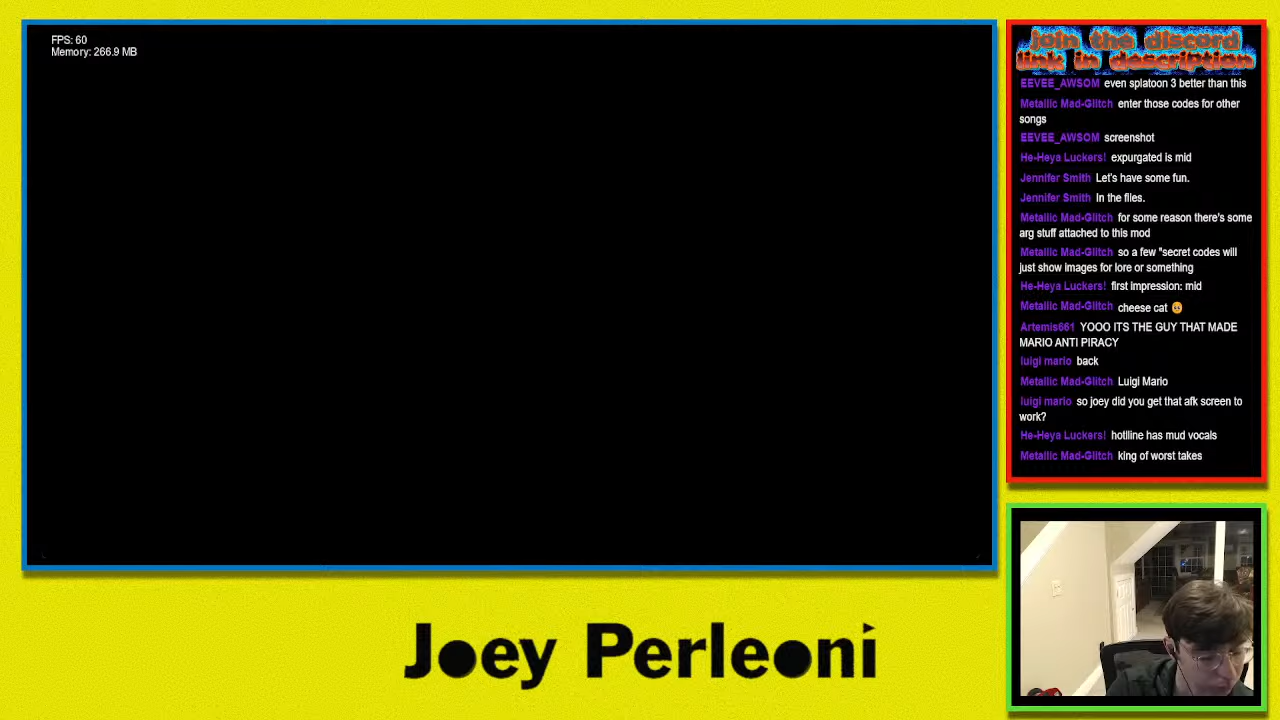 FPS: 60
Memory: 266.9 MB
join the discord
link in description
EEVEE_AWSOM even splatoon 3 better than this
Metallic Mad-Glitch enter those codes for other
songs
EEVEE_AWSOM screenshot
He-Heya Luckers! expurgated is mid
Jennifer Smith Let's have some fun.
Jennifer Smith In the files.
Metallic Mad-Glitch for some reason there's some
arg stuff attached to this mod
Metallic Mad-Glitch so a few "secret codes will
just show images for lore or something
He-Heya Luckers! first impression: mid
Metallic Mad-Glitch cheese cat
Artemis661 YOOO ITS THE GUY THAT MADE
MARIO ANTI PIRACY
luigi mario back
Metallic Mad-Glitch Luigi Mario
luigi mario so joey did you get that afk screen to
work?
He-Heya Luckers! hotlline has mud vocals
Metallic Mad-Glitch king of worst takes
Joey Perleoni